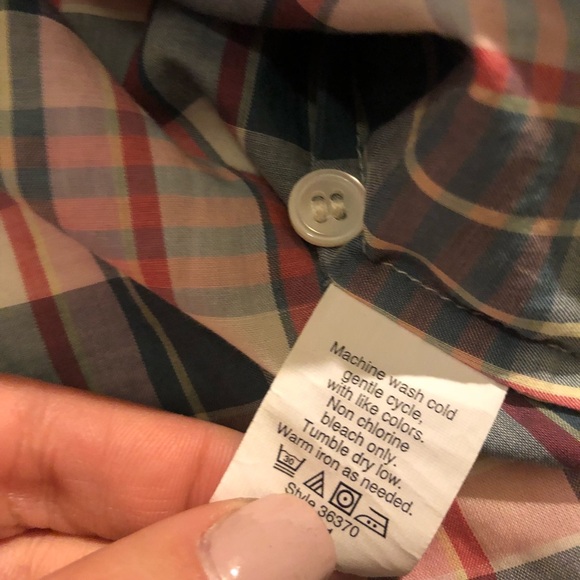 Machine wash cold
gentle cycle,
with like colors.
Non chlorine
bleach only.
Tumble dry low.
Warm iron as needed.
30
Style 36370